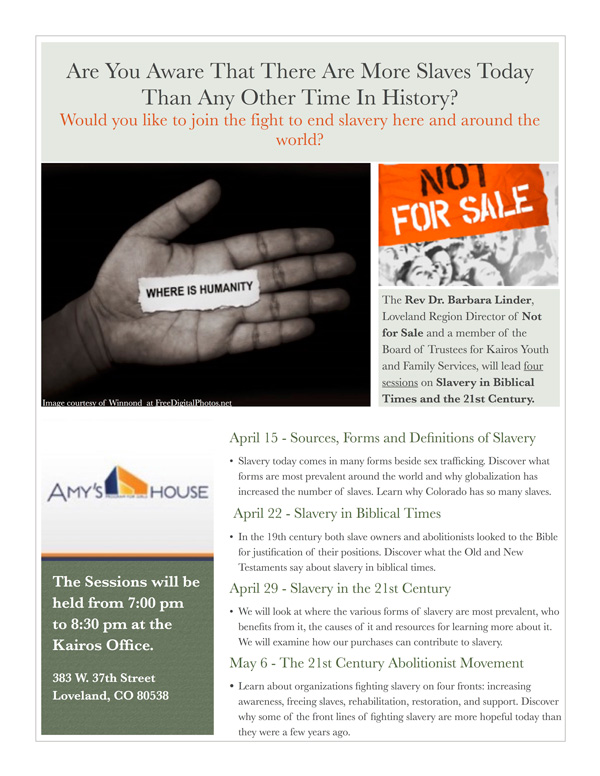 Are You Aware That There Are More Slaves Today
Than Any Other Time In History?
Would you like to join the fight to end slavery here and around the
world?
WHERE IS HUMANITY
Image courtesy of Winnond at FreeDigitalPhotos.net
NOT
FOR SALE
The Rev Dr. Barbara Linder,
Loveland Region Director of Not
for Sale and a member of the
Board of Trustees for Kairos Youth
and Family Services, will lead four
sessions on Slavery in Biblical
Times and the 21st Century.
AMY'S HOUSE
PROGRAM FOR GIRLS
The Sessions will be
held from 7:00 pm
to 8:30 pm at the
Kairos Office.
383 W. 37th Street
Loveland, CO 80538
April 15 - Sources, Forms and Definitions of Slavery
• Slavery today comes in many forms beside sex trafficking. Discover what
forms are most prevalent around the world and why globalization has
increased the number of slaves. Learn why Colorado has so many slaves.
April 22 - Slavery in Biblical Times
• In the 19th century both slave owners and abolitionists looked to the Bible
for justification of their positions. Discover what the Old and New
Testaments say about slavery in biblical times.
April 29 - Slavery in the 21st Century
• We will look at where the various forms of slavery are most prevalent, who
benefits from it, the causes of it and resources for learning more about it.
We will examine how our purchases can contribute to slavery.
May 6 - The 21st Century Abolitionist Movement
• Learn about organizations fighting slavery on four fronts: increasing
awareness, freeing slaves, rehabilitation, restoration, and support. Discover
why some of the front lines of fighting slavery are more hopeful today than
they were a few years ago.